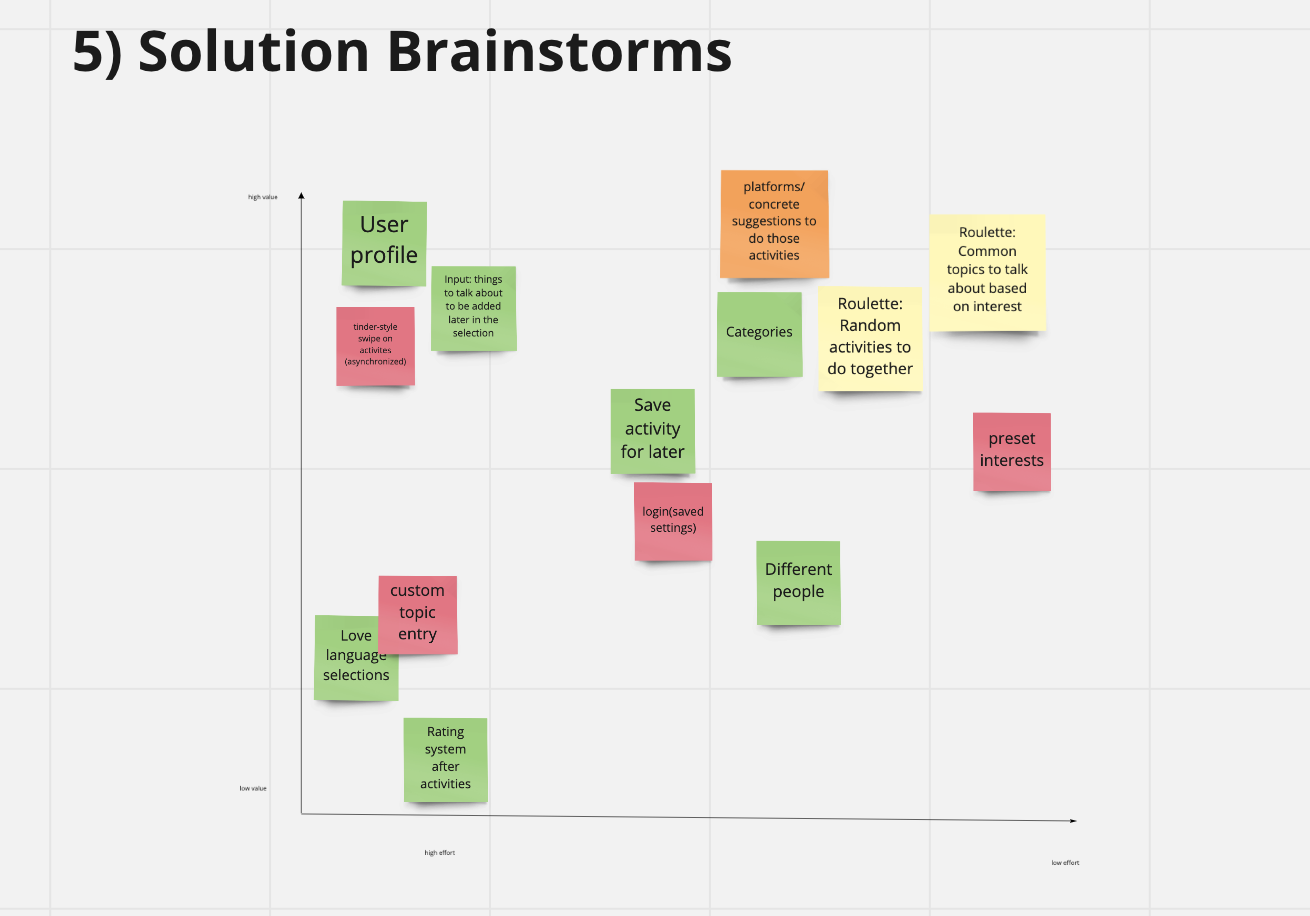 5) Solution Brainstorms
high value
User
profile
Input: things
to talk about
to be added
later in the
selection
tinder-style
swipe on
activites
(asynchronized)
platforms/
concrete
suggestions to
do those
activities
Roulette:
Common
topics to talk
about based
on interest
Categories
Roulette:
Random
activities to
do together
Save
activity
for later
preset
interests
login(saved
settings)
Different
people
custom
topic
entry
Love
language
selections
Rating
system
after
activities
low value
high effort
low effort